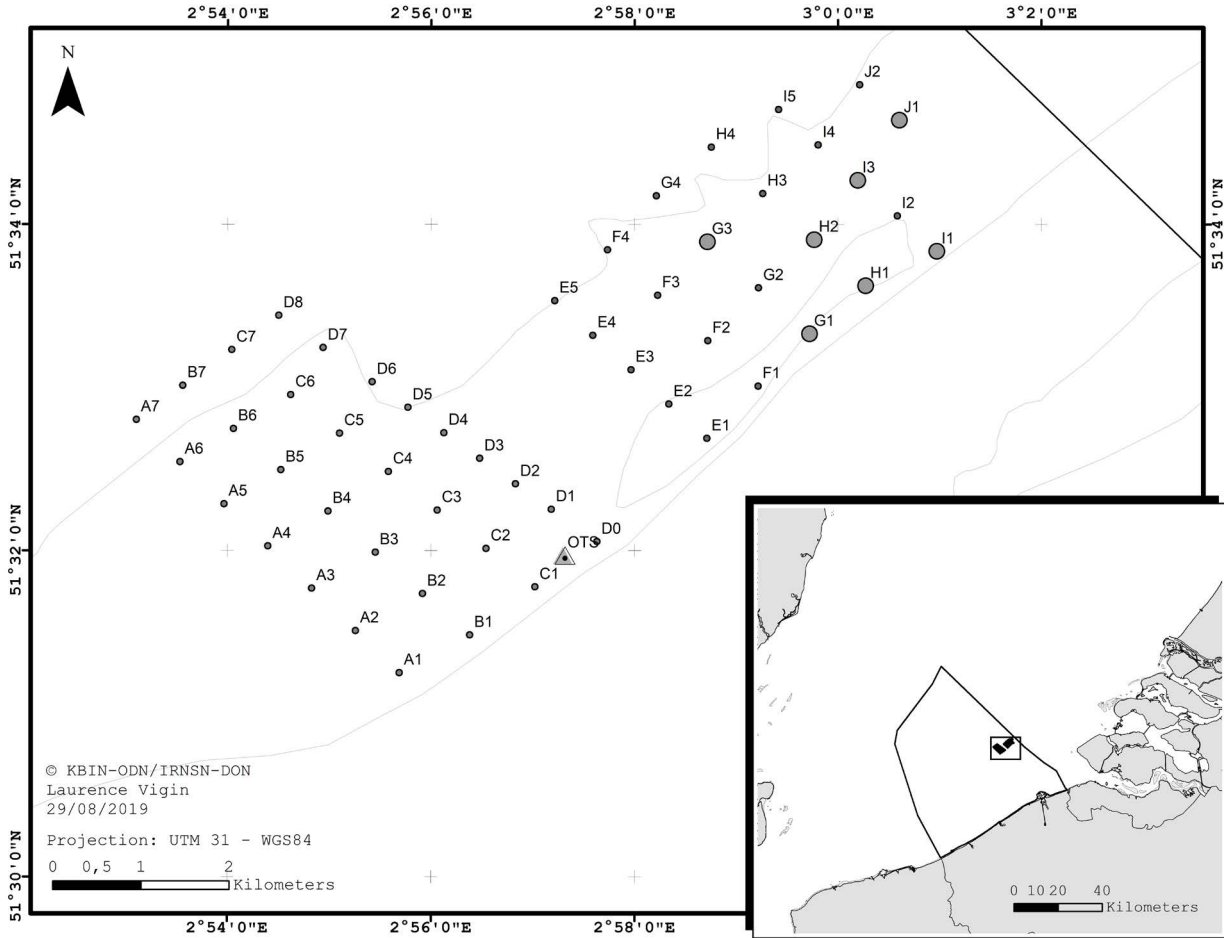 2°54'0"E 2°56'0"E 2°58'0"E 3°0'0"E 3°2'0"E
N
J2
I5
J1
H4 I4
I3
G4 H3
51°34'0"N I2 51°34'0"N
G3 H2
F4 I1
G2 H1
E5 F3
D8 G1
C7 D7 E4 F2
B7 D6 E3 F1
C6 D5 E2
A7 B6 C5 D4 E1
A6 B5 C4 D3
D2
A5 B4 C3 D1
A4 B3 C2 OTS D0
51°32'0"N
A3 B2 C1
A2 B1
A1
© KBIN-ODN/IRNSN-DON
Laurence Vigin
29/08/2019
Projection: UTM 31 - WGS84
0 0,5 1 2
Kilometers
51°30'0"N
0 10 20 40
Kilometers
2°54'0"E 2°56'0"E 2°58'0"E